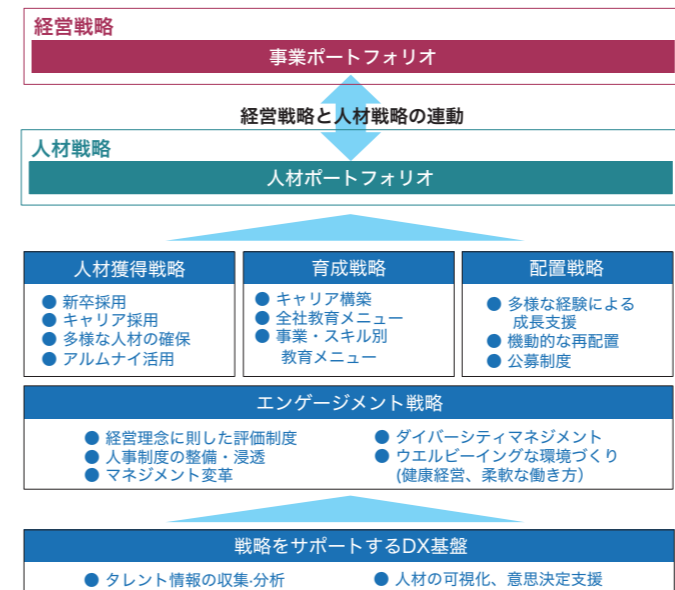 経営戦略
事業ポートフォリオ
経営戦略と人材戦略の連動
人材戦略
人材ポートフォリオ
人材獲得戦略
● 新卒採用
● キャリア採用
● 多様な人材の確保
● アルムナイ活用
育成戦略
● キャリア構築
● 全社教育メニュー
● 事業・スキル別
教育メニュー
配置戦略
● 多様な経験による
成長支援
● 機動的な再配置
● 公募制度
エンゲージメント戦略
● 経営理念に則した評価制度
● 人事制度の整備・浸透
● マネジメント変革
● ダイバーシティマネジメント
● ウエルビーイングな環境づくり
(健康経営、柔軟な働き方)
戦略をサポートするDX基盤
● タレント情報の収集・分析
● 人材の可視化、意思決定支援